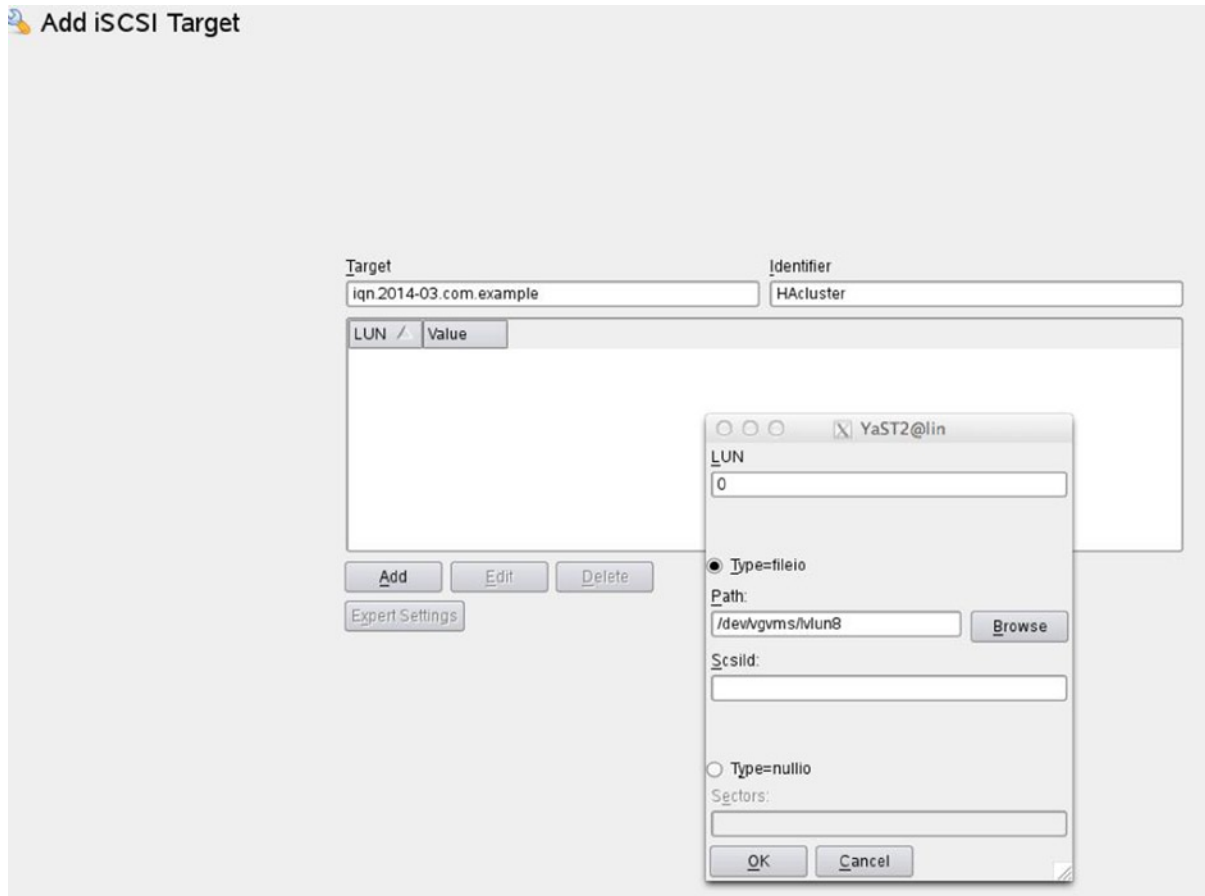 Add iSCSI Target
Target
Identifier
iqn.2014-03.com.example
HAcluster
LUN
Value
Add
Edit
Delete
Expert Settings
YaST2@lin
LUN
0
Type=fileio
Path:
/dev/vgvms/lvlun8
Browse
ScsiId:
Type=nullio
Sectors:
OK
Cancel